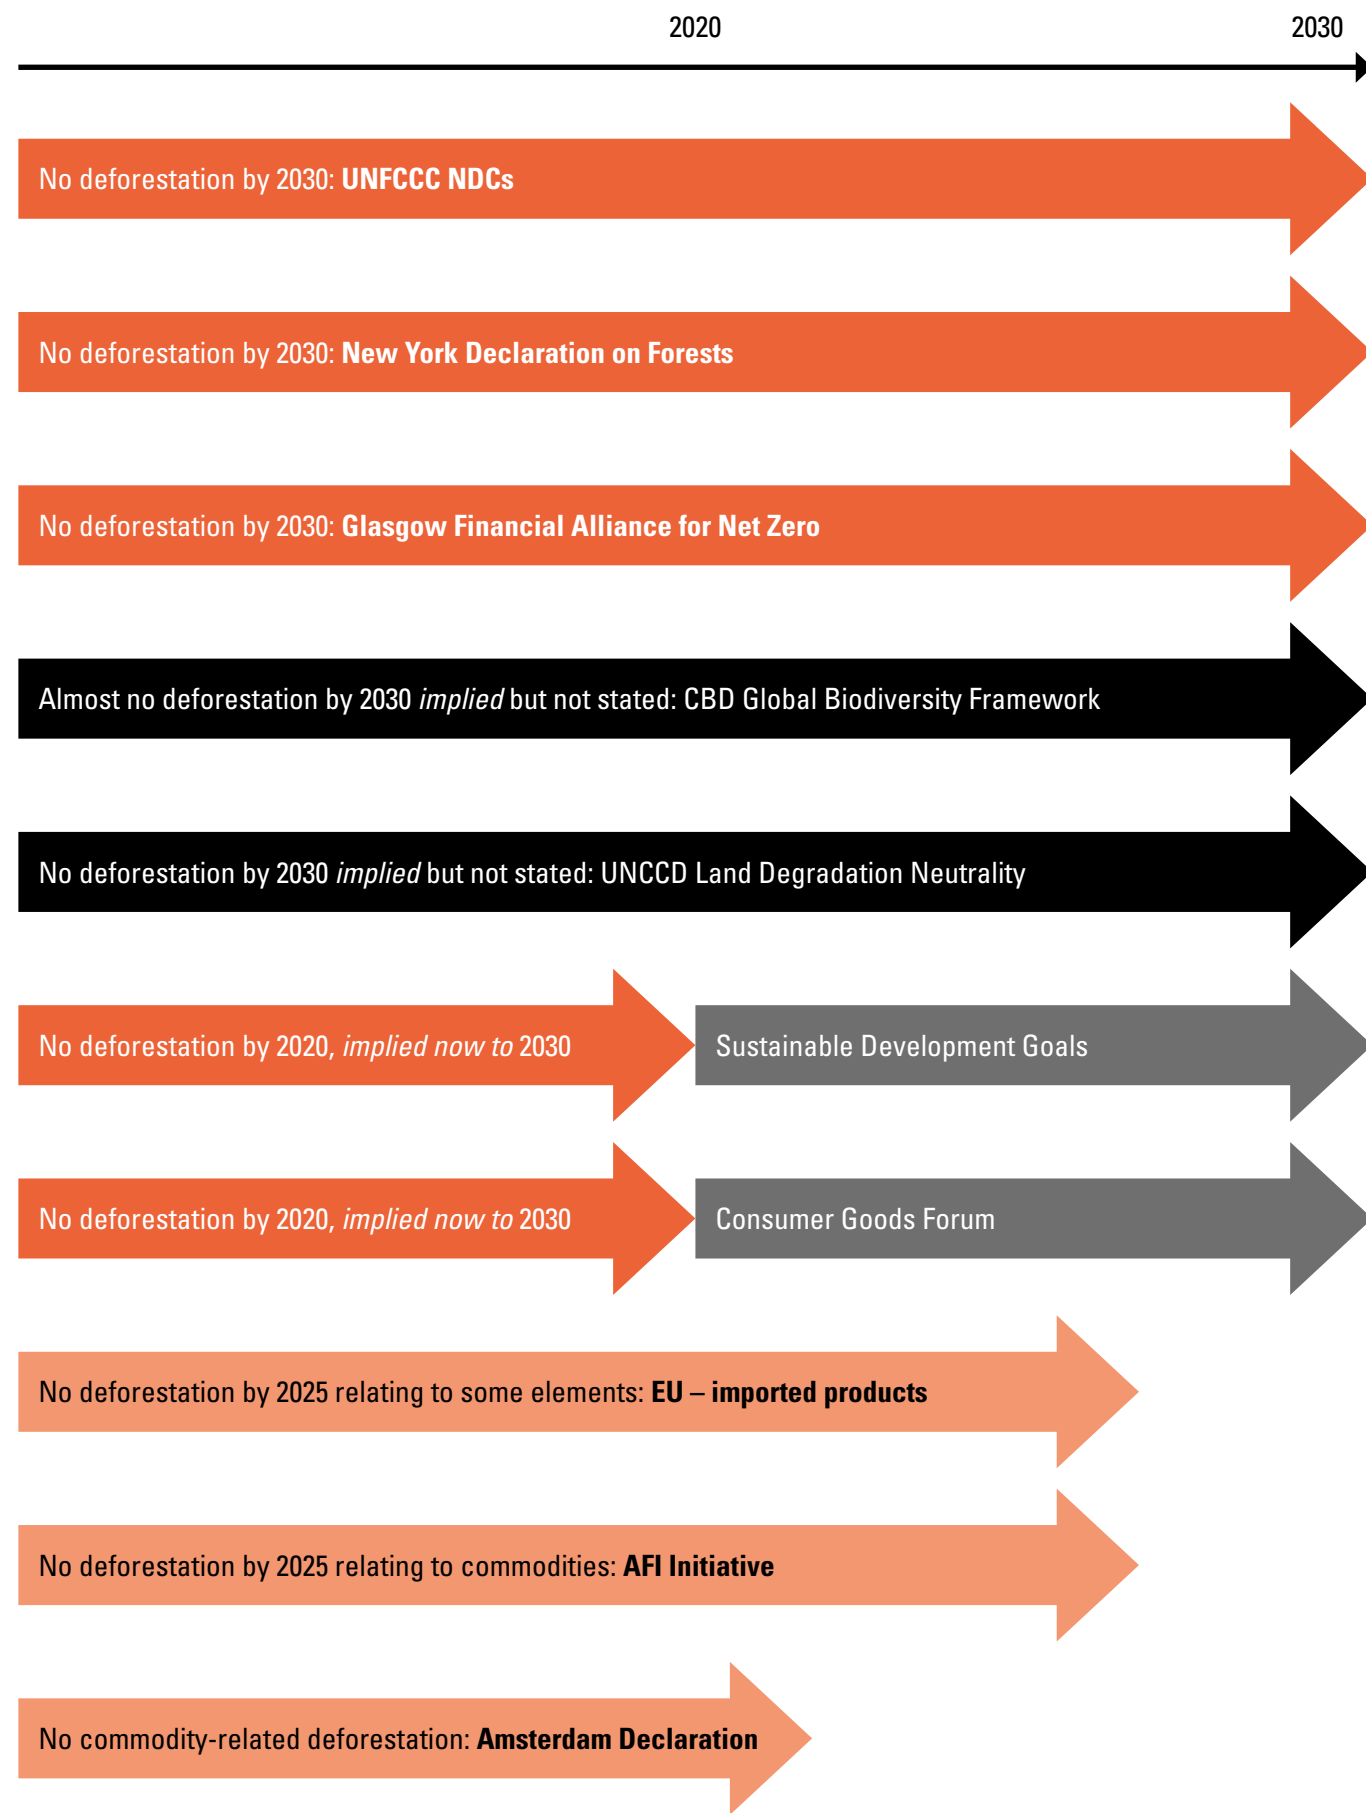 2020 2030
No deforestation by 2030: UNFCCC NDCs
No deforestation by 2030: New York Declaration on Forests
No deforestation by 2030: Glasgow Financial Alliance for Net Zero
Almost no deforestation by 2030 implied but not stated: CBD Global Biodiversity Framework
No deforestation by 2030 implied but not stated: UNCCD Land Degradation Neutrality
No deforestation by 2020, implied now to 2030 Sustainable Development Goals
No deforestation by 2020, implied now to 2030 Consumer Goods Forum
No deforestation by 2025 relating to some elements: EU – imported products
No deforestation by 2025 relating to commodities: AFI Initiative
No commodity-related deforestation: Amsterdam Declaration